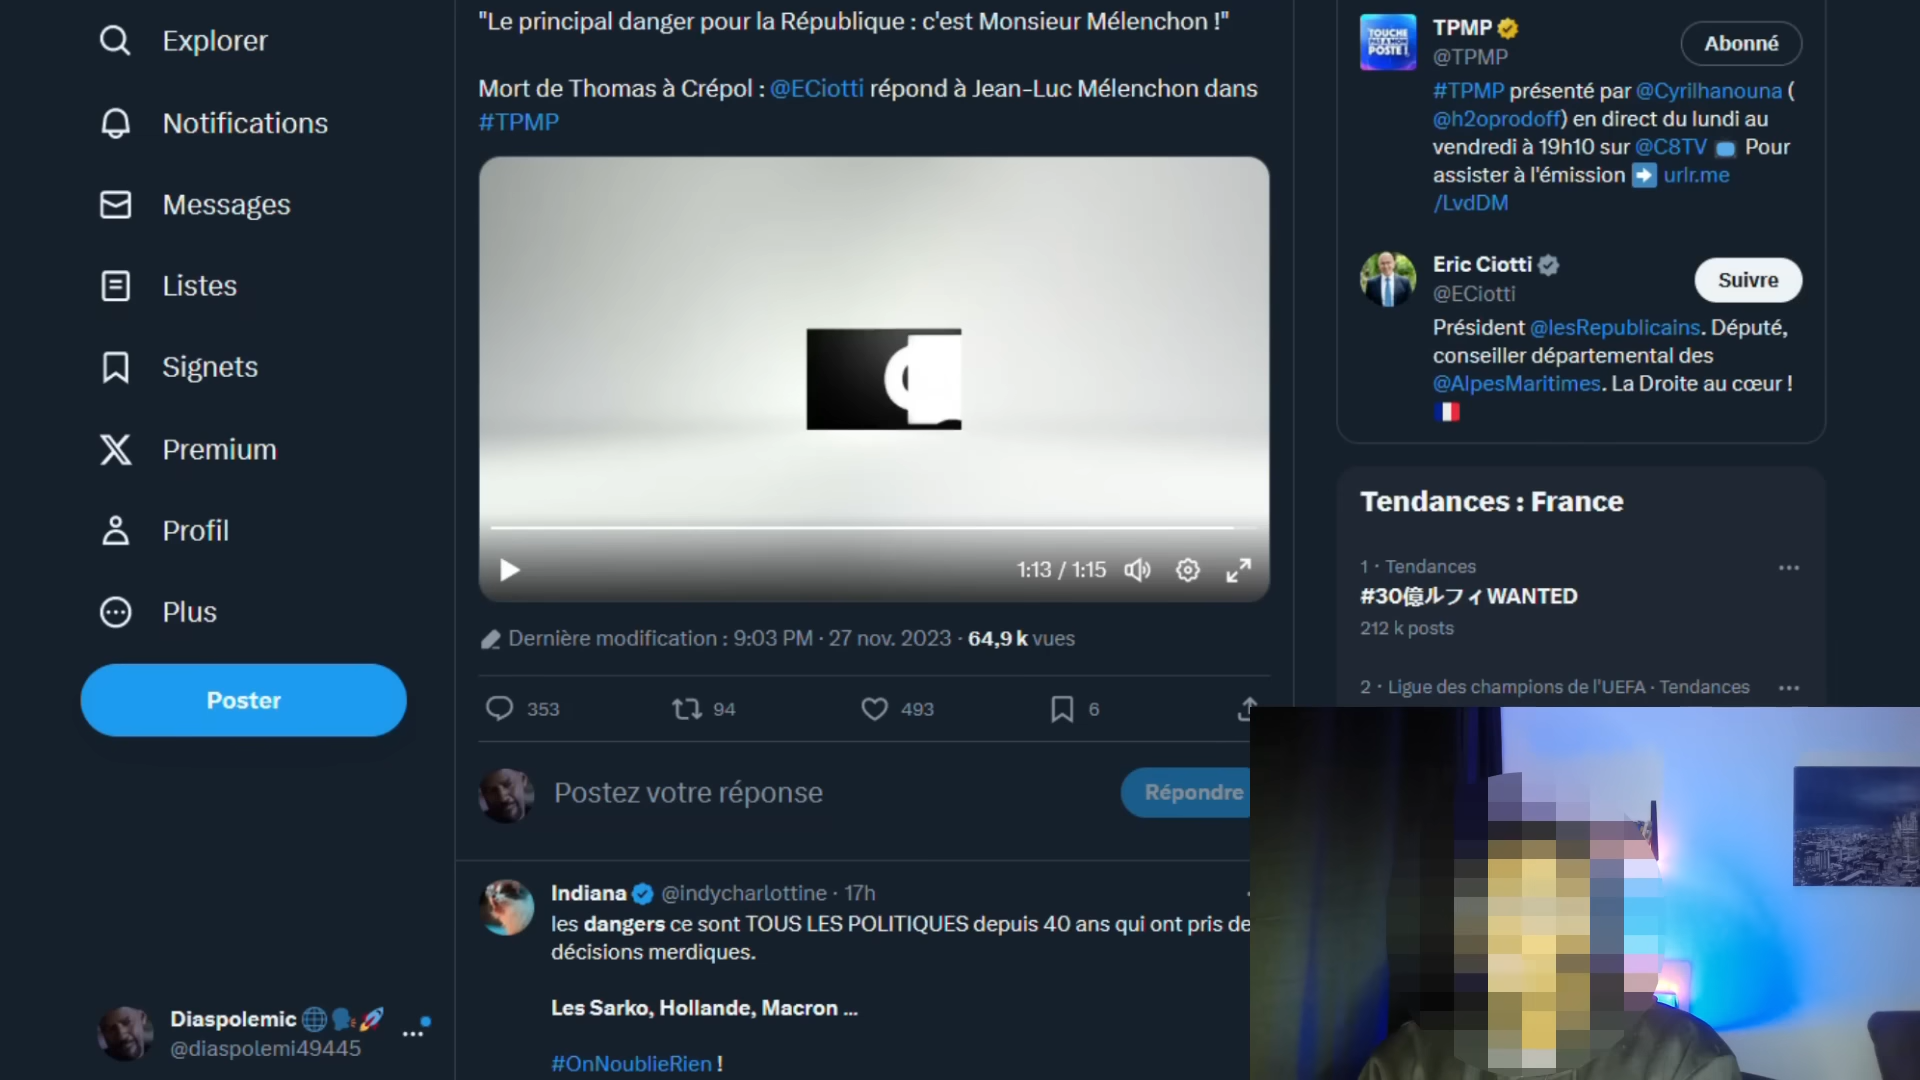 Explorer
Notifications
Messages
Listes
Signets
Premium
Profil
Plus
Poster
Diaspolemic
@diaspolemi49445
"Le principal danger pour la République : c'est Monsieur Mélenchon !"
Mort de Thomas à Crépol : @ECiotti répond à Jean-Luc Mélenchon dans
#TPMP
1:13 / 1:15
Dernière modification : 9:03 PM · 27 nov. 2023 · 64,9 k vues
353
94
493
6
Postez votre réponse
Répondre
Indiana @indycharlottine · 17h
les dangers ce sont TOUS LES POLITIQUES depuis 40 ans qui ont pris de
décisions merdiques.
Les Sarko, Hollande, Macron ...
#OnNoublieRien !
TOUCHE PAS À MON POSTE !
TPMP
@TPMP
Abonné
#TPMP présenté par @Cyrilhanouna (
@h2oprodoff) en direct du lundi au
vendredi à 19h10 sur @C8TV Pour
assister à l'émission urlr.me
/LvdDM
Eric Ciotti
@ECiotti
Suivre
Président @lesRepublicains. Député,
conseiller départemental des
@AlpesMaritimes. La Droite au cœur !
Tendances : France
1 · Tendances
#30億ルフィWANTED
212 k posts
2 · Ligue des champions de l'UEFA · Tendances